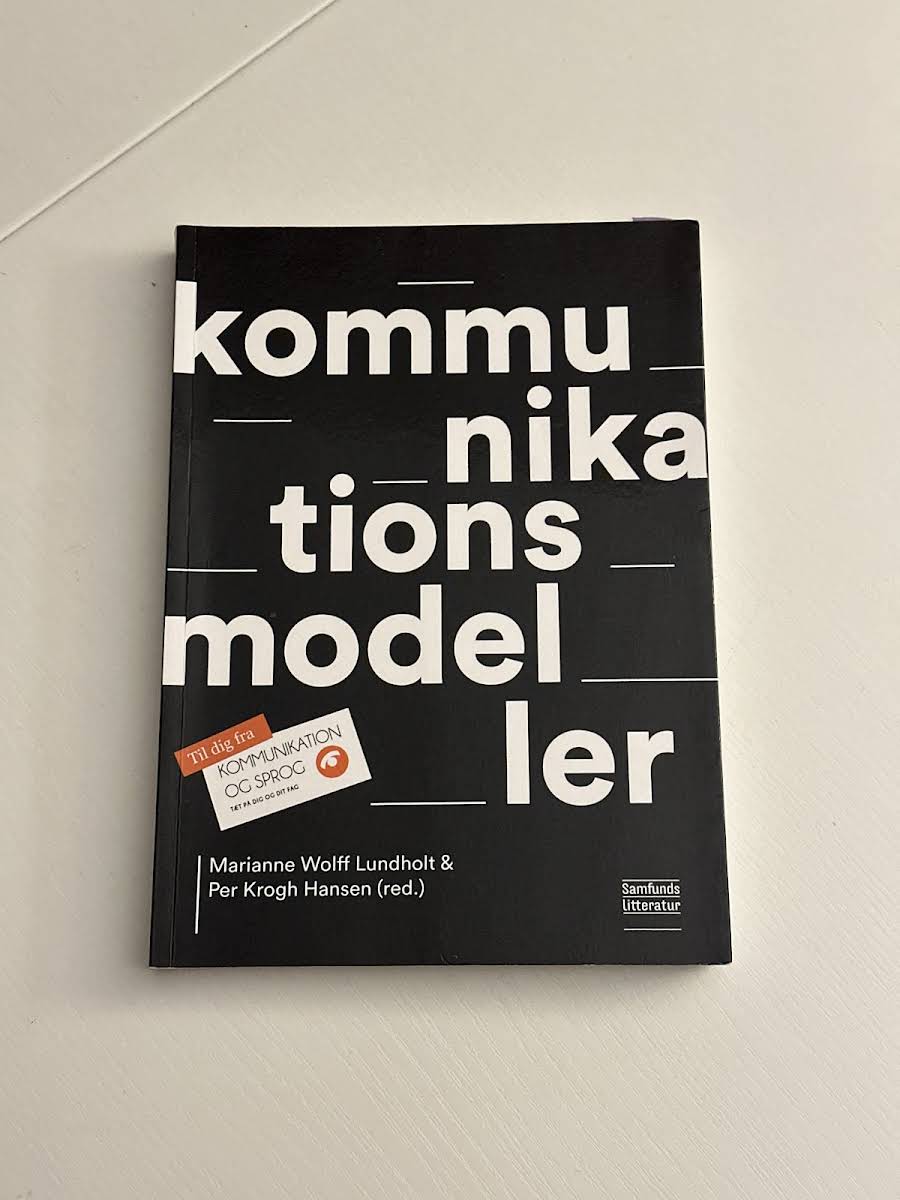 kommu
nika
tions
model
ler
Til dig fra
KOMMUNIKATION
OG SPROG
TÆT PÅ DIG OG DIT FAG
Marianne Wolff Lundholt &
Per Krogh Hansen (red.)
Samfunds
litteratur